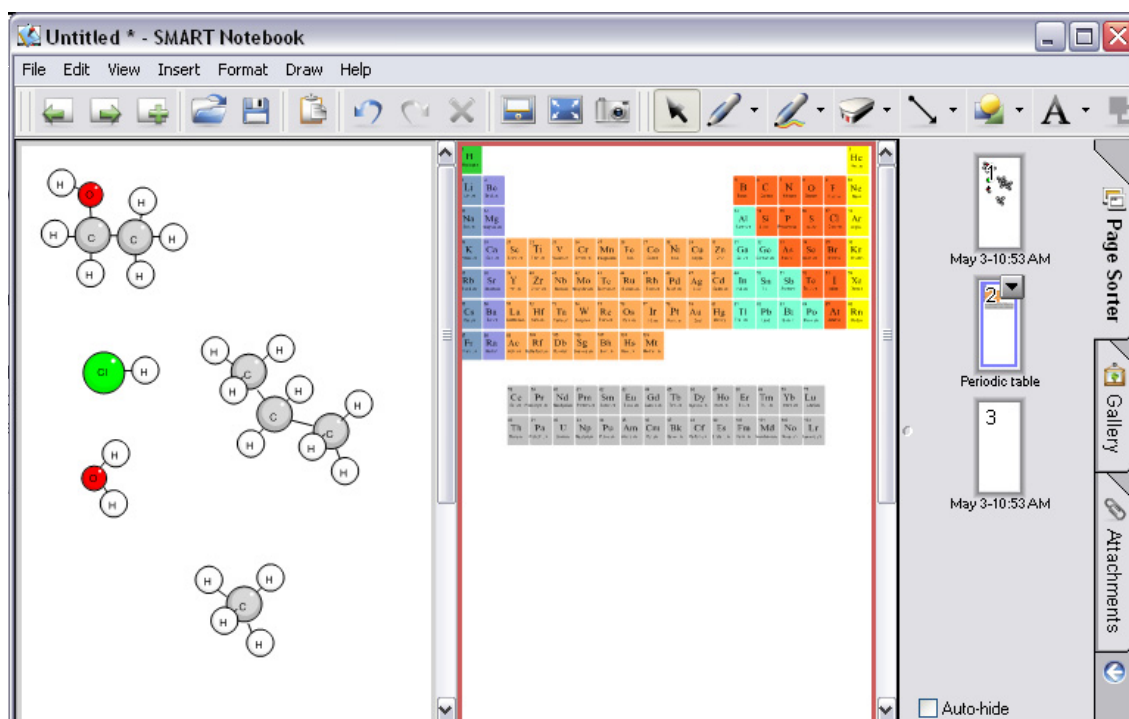 Untitled * - SMART Notebook
File Edit View Insert Format Draw Help
A
H
O
H
H
C
C
H
H
H
Cl
H
H
O
H
H
H
C
H
H
C
H
H
H
C
H
H
H
H
C
H
H
H He
Li Be B C N O F Ne
Na Mg Al Si P S Cl Ar
K Ca Sc Ti V Cr Mn Fe Co Ni Cu Zn Ga Ge As Se Br Kr
Rb Sr Y Zr Nb Mo Tc Ru Rh Pd Ag Cd In Sn Sb Te I Xe
Cs Ba La Hf Ta W Re Os Ir Pt Au Hg Tl Pb Bi Po At Rn
Fr Ra Ac Rf Db Sg Bh Hs Mt
Ce Pr Nd Pm Sm Eu Gd Tb Dy Ho Er Tm Yb Lu
Th Pa U Np Pu Am Cm Bk Cf Es Fm Md No Lr
1
May 3-10:53 AM
2
Periodic table
3
May 3-10:53 AM
Page Sorter
Gallery
Attachments
Auto-hide